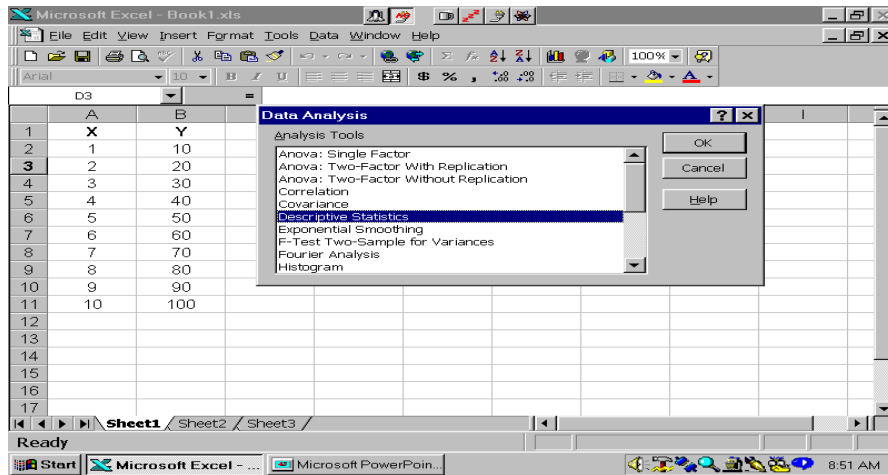 Microsoft Excel - Book1.xls
File Edit View Insert Format Tools Data Window Help
100%
Arial 10 B I U $ % , .00 .00
D3 =
A B I
1 X Y
2 1 10
3 2 20
4 3 30
5 4 40
6 5 50
7 6 60
8 7 70
9 8 80
10 9 90
11 10 100
12
13
14
15
16
17
Data Analysis
Analysis Tools
Anova: Single Factor
Anova: Two-Factor With Replication
Anova: Two-Factor Without Replication
Correlation
Covariance
Descriptive Statistics
Exponential Smoothing
F-Test Two-Sample for Variances
Fourier Analysis
Histogram
OK
Cancel
Help
Sheet1 / Sheet2 / Sheet3 /
Ready
Start Microsoft Excel - ... Microsoft PowerPoin... 8:51 AM